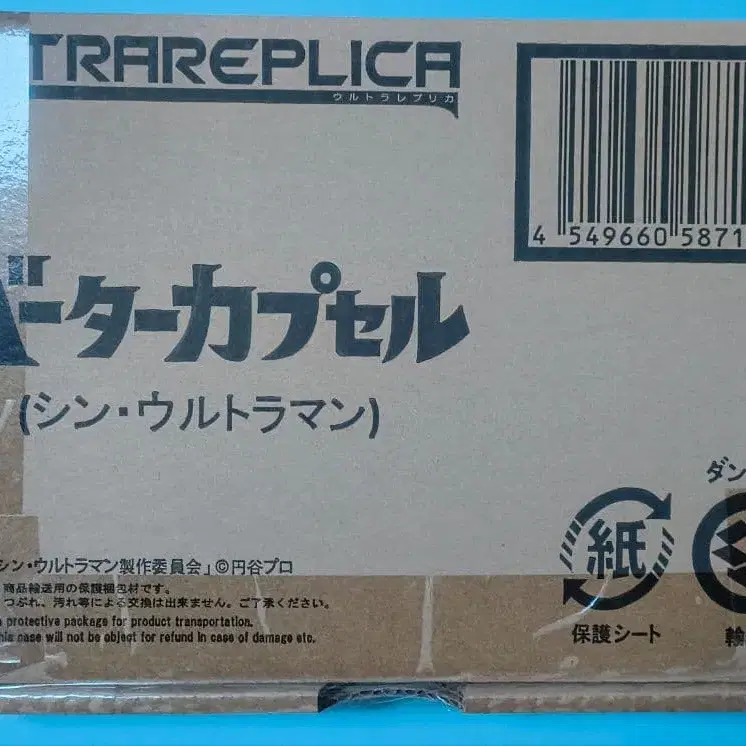 TRAREPLICA
ウルトラレプリカ
4 549660 5871
ーターカプセル
(シン・ウルトラマン)
ダン
紙
保護シート
輸
シン・ウルトラマン製作委員会」©円谷プロ
商品輸送用の保護梱包材です。
つぶれ、汚れ等による交換は出来ません。ご了承ください。
protective package for product transportation.
his case will not be object for refund in case of damage etc.